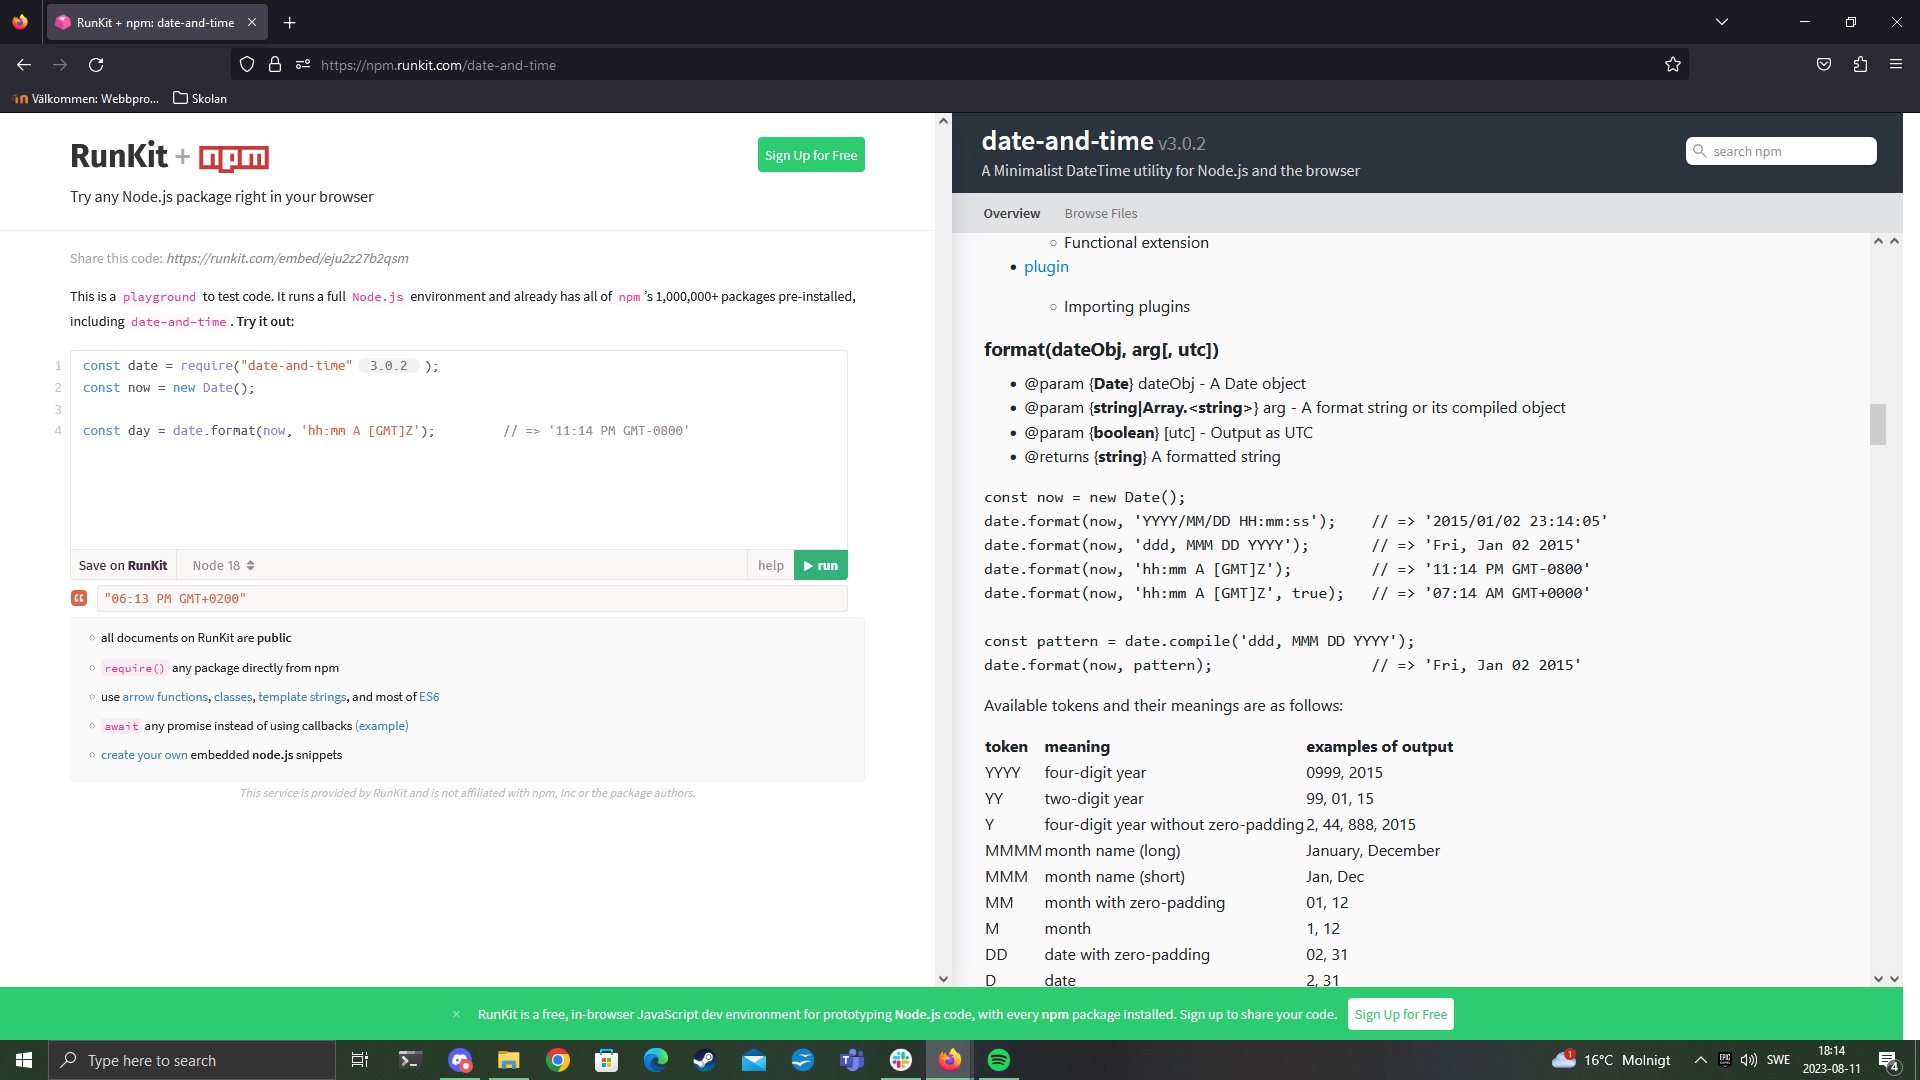 RunKit + npm: date-and-time
https://npm.runkit.com/date-and-time
Välkommen: Webbpro...
Skolan
RunKit + npm
Sign Up for Free
Try any Node.js package right in your browser
Share this code: https://runkit.com/embed/eju2z27b2qsm
This is a playground to test code. It runs a full Node.js environment and already has all of npm 's 1,000,000+ packages pre-installed,
including date-and-time . Try it out:
1 const date = require("date-and-time" 3.0.2 );
2 const now = new Date();
3
4 const day = date.format(now, 'hh:mm A [GMT]Z'); // => '11:14 PM GMT-0800'
Save on RunKit
Node 18
help
run
"06:13 PM GMT+0200"
all documents on RunKit are public
require() any package directly from npm
use arrow functions, classes, template strings, and most of ES6
await any promise instead of using callbacks (example)
create your own embedded node.js snippets
This service is provided by RunKit and is not affiliated with npm, Inc or the package authors.
date-and-time v3.0.2
A Minimalist DateTime utility for Node.js and the browser
search npm
Overview
Browse Files
Functional extension
plugin
Importing plugins
format(dateObj, arg[, utc])
@param {Date} dateObj - A Date object
@param {string|Array.<string>} arg - A format string or its compiled object
@param {boolean} [utc] - Output as UTC
@returns {string} A formatted string
const now = new Date();
date.format(now, 'YYYY/MM/DD HH:mm:ss'); // => '2015/01/02 23:14:05'
date.format(now, 'ddd, MMM DD YYYY'); // => 'Fri, Jan 02 2015'
date.format(now, 'hh:mm A [GMT]Z'); // => '11:14 PM GMT-0800'
date.format(now, 'hh:mm A [GMT]Z', true); // => '07:14 AM GMT+0000'
const pattern = date.compile('ddd, MMM DD YYYY');
date.format(now, pattern); // => 'Fri, Jan 02 2015'
Available tokens and their meanings are as follows:
token meaning examples of output
YYYY four-digit year 0999, 2015
YY two-digit year 99, 01, 15
Y four-digit year without zero-padding 2, 44, 888, 2015
MMMM month name (long) January, December
MMM month name (short) Jan, Dec
MM month with zero-padding 01, 12
M month 1, 12
DD date with zero-padding 02, 31
D date 2, 31
× RunKit is a free, in-browser JavaScript dev environment for prototyping Node.js code, with every npm package installed. Sign up to share your code.
Sign Up for Free
Type here to search
1
16°C Molnigt
EPIC
SWE
18:14
2023-08-11
4